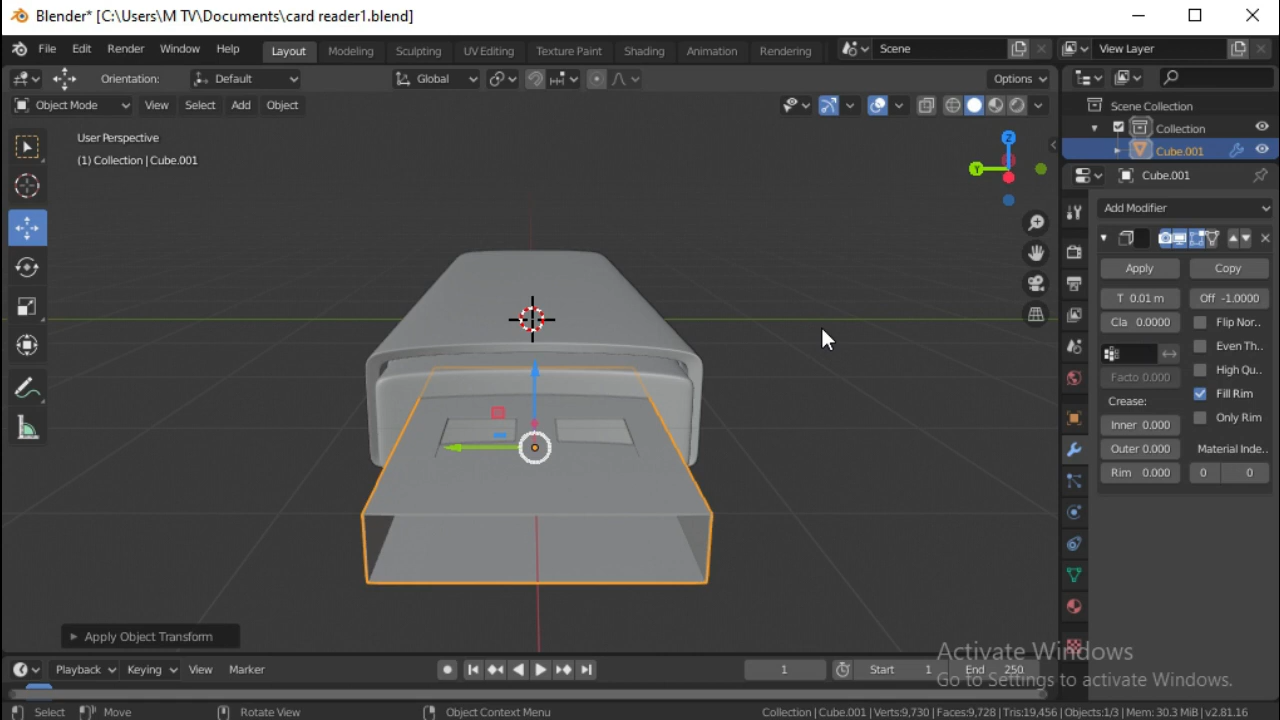 Blender* [C:\Users\M TV\Documents\card reader1.blend]
File Edit Render Window Help Layout Modeling Sculpting UV Editing Texture Paint Shading Animation Rendering Scene View Layer
Orientation: Default Global Options
Object Mode View Select Add Object
Scene Collection
Collection
Cube.001
User Perspective
(1) Collection | Cube.001
Z
Y
Cube.001
Add Modifier
Apply Copy
T 0.01 m Off -1.0000
Cla 0.0000 Flip Nor..
Even Th..
Facto 0.000 High Qu..
Crease: Fill Rim
Inner 0.000 Only Rim
Outer 0.000 Material Inde..
Rim 0.000 0 0
Apply Object Transform
Activate Windows
Go to Settings to activate Windows.
Playback Keying View Marker 1 Start 1 End 250
Select Move Rotate View Object Context Menu Collection | Cube.001 | Verts:9,730 | Faces:9,728 | Tris:19,456 | Objects:1/3 | Mem: 30.3 MiB | v2.81.16